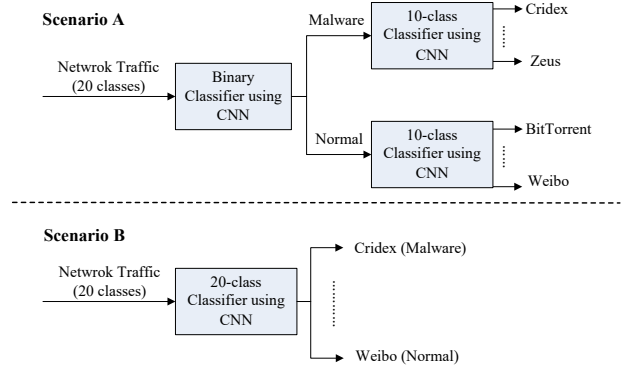 Scenario A
Netwrok Traffic
(20 classes)
Binary
Classifier using
CNN
Malware
10-class
Classifier using
CNN
Cridex
Zeus
Normal
10-class
Classifier using
CNN
BitTorrent
Weibo
Scenario B
Netwrok Traffic
(20 classes)
20-class
Classifier using
CNN
Cridex (Malware)
Weibo (Normal)